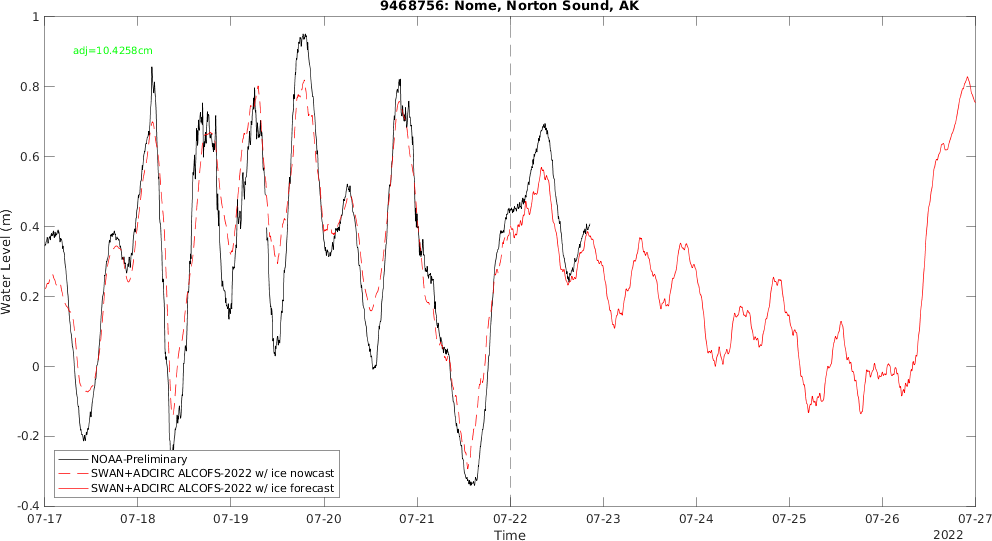 9468756: Nome, Norton Sound, AK
adj=10.4258cm
Water Level (m)
1
0.8
0.6
0.4
0.2
0
-0.2
-0.4
NOAA-Preliminary
SWAN+ADCIRC ALCOFS-2022 w/ ice nowcast
SWAN+ADCIRC ALCOFS-2022 w/ ice forecast
07-17 07-18 07-19 07-20 07-21 07-22 07-23 07-24 07-25 07-26 07-27
Time
2022